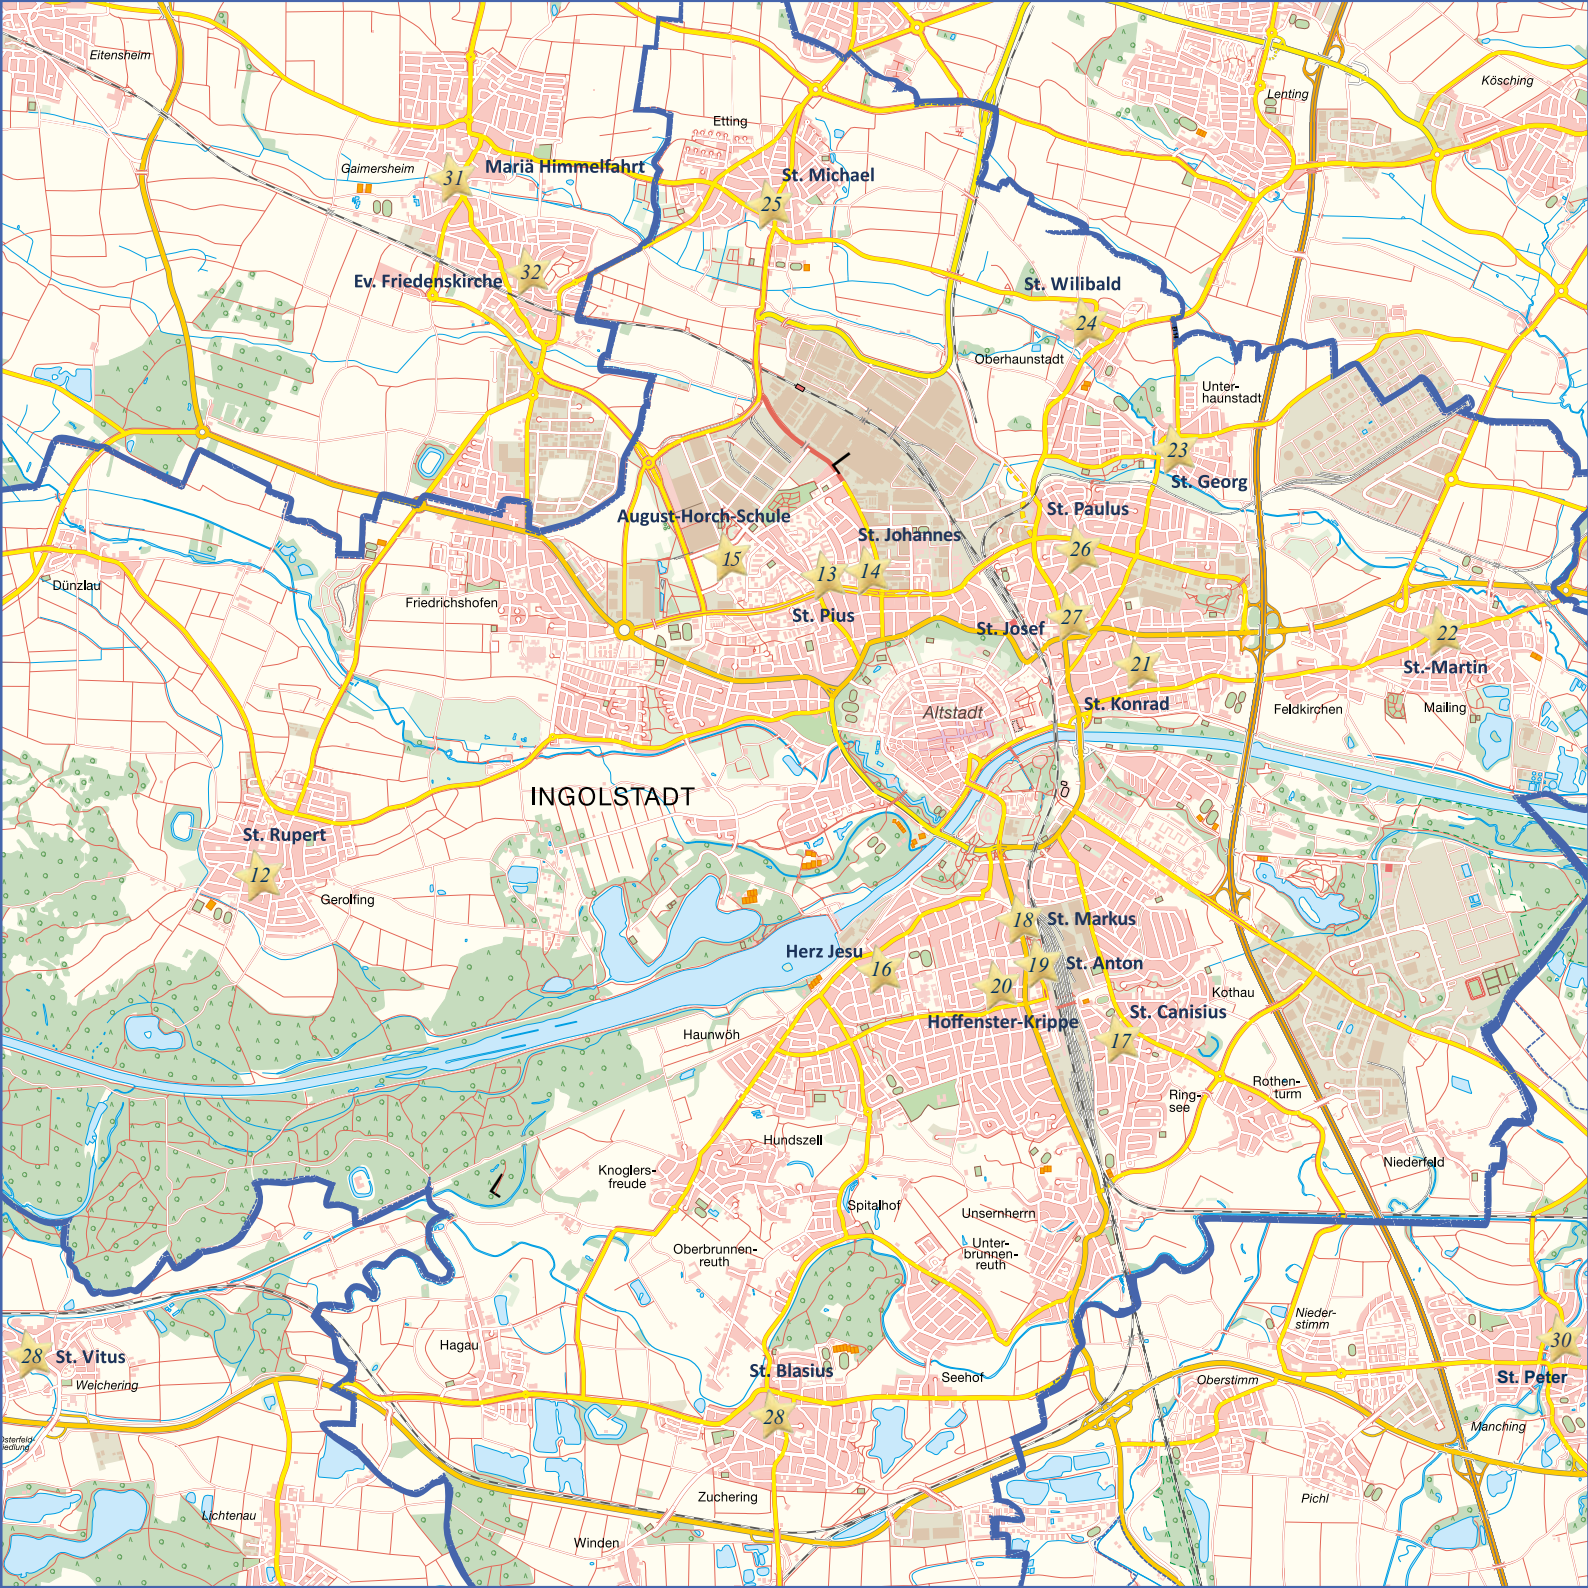 Eitensheim
Lenting
Kösching
Etting
Gaimersheim
31
Mariä Himmelfahrt
St. Michael
25
Ev. Friedenskirche
32
St. Wilibald
24
Oberhaunstadt
Unter-
haunstadt
23
St. Georg
August-Horch-Schule
St. Paulus
St. Johannes
15
13
14
26
Dünzlau
Friedrichshofen
St. Pius
St. Josef
27
22
21
St.-Martin
St. Konrad
Altstadt
Feldkirchen
Mailing
INGOLSTADT
St. Rupert
12
Gerolfing
18
St. Markus
Herz Jesu
16
19
St. Anton
20
Kothau
Hoffenster-Krippe
St. Canisius
17
Haunwöh
Rothen-
turm
Ring-
see
Hundszell
Knoglers-
freude
Niederfeld
Spitalhof
Unsernherrn
Oberbrunnen-
reuth
Unter-
brunnen-
reuth
Nieder-
stimm
28
St. Vitus
Hagau
30
St. Peter
Weichering
St. Blasius
Seehof
Oberstimm
28
Manching
Osterfeld-
siedlung
Zuchering
Pichl
Lichtenau
Winden